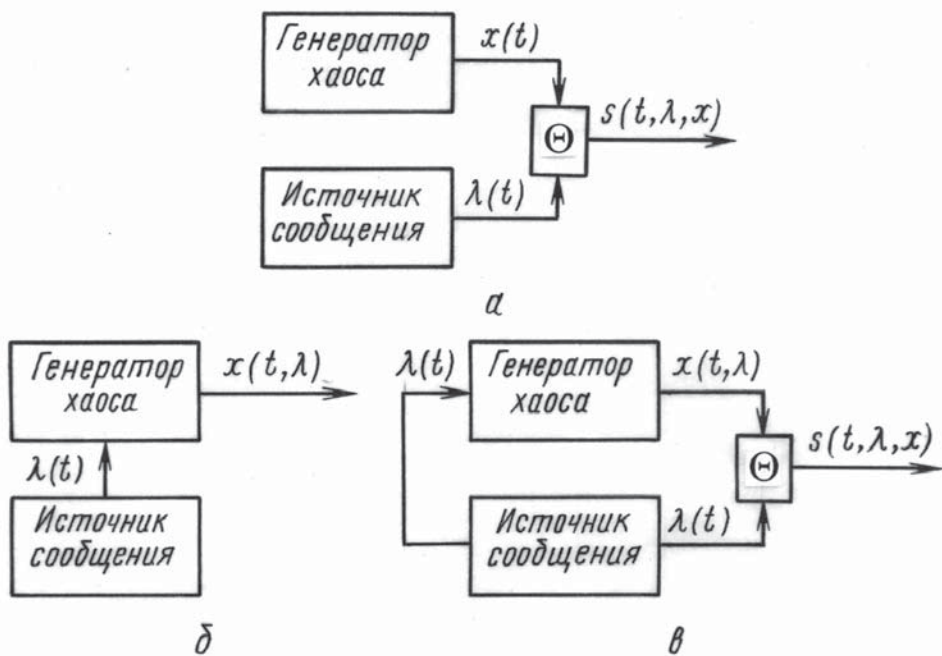 Генератор
хаоса
x(t)
Θ
s(t,λ,x)
Источник
сообщения
λ(t)
а
Генератор
хаоса
x(t,λ)
λ(t)
Источник
сообщения
б
λ(t)
Генератор
хаоса
x(t,λ)
Θ
s(t,λ,x)
Источник
сообщения
λ(t)
в